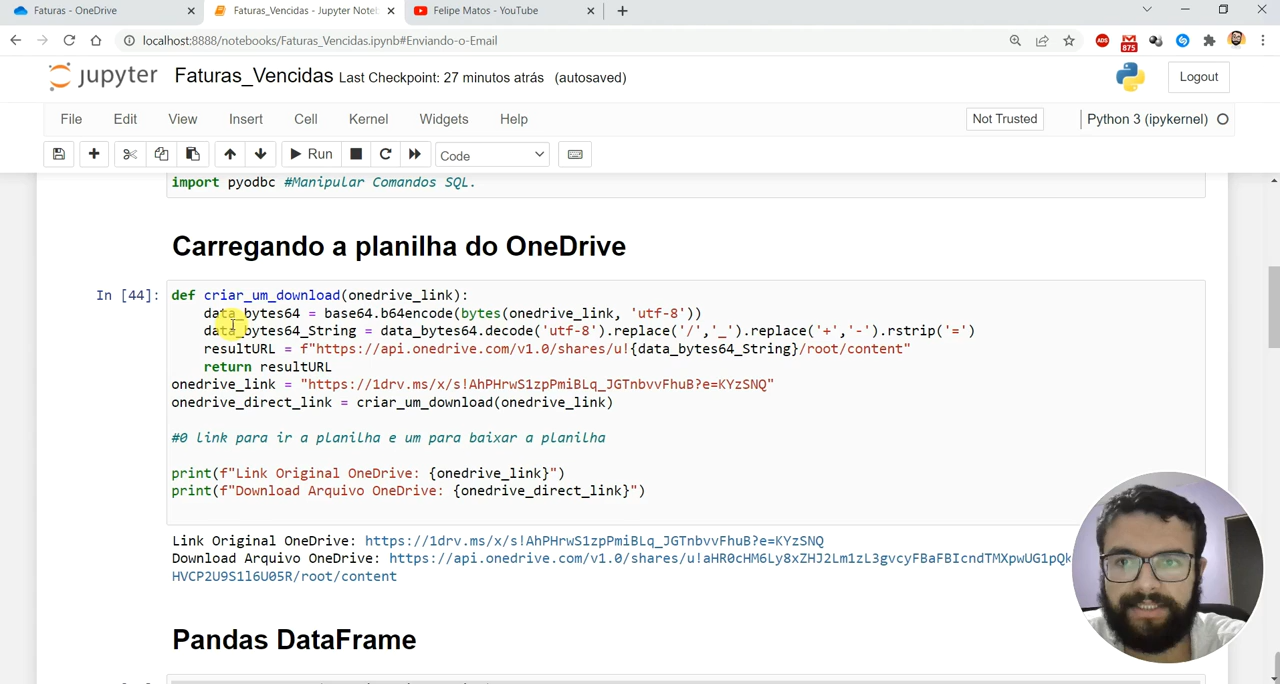 Faturas - OneDrive
Faturas_Vencidas - Jupyter Note
Felipe Matos - YouTube
localhost:8888/notebooks/Faturas_Vencidas.ipynb#Enviando-o-Email
ADS
875
jupyter
Faturas_Vencidas Last Checkpoint: 27 minutos atrás (autosaved)
Logout
File Edit View Insert Cell Kernel Widgets Help
Not Trusted
Python 3 (ipykernel)
Run
Code
import pyodbc #Manipular Comandos SQL.
Carregando a planilha do OneDrive
In [44]:
def criar_um_download(onedrive_link):
data_bytes64 = base64.b64encode(bytes(onedrive_link, 'utf-8'))
data_bytes64_String = data_bytes64.decode('utf-8').replace('/','_').replace('+','-').rstrip('=')
resultURL = f"https://api.onedrive.com/v1.0/shares/u!{data_bytes64_String}/root/content"
return resultURL
onedrive_link = "https://1drv.ms/x/s!AhPHrwS1zpPmiBLq_JGTnbvvFhuB?e=KYzSNQ"
onedrive_direct_link = criar_um_download(onedrive_link)
#0 link para ir a planilha e um para baixar a planilha
print(f"Link Original OneDrive: {onedrive_link}")
print(f"Download Arquivo OneDrive: {onedrive_direct_link}")
Link Original OneDrive: https://1drv.ms/x/s!AhPHrwS1zpPmiBLq_JGTnbvvFhuB?e=KYzSNQ
Download Arquivo OneDrive: https://api.onedrive.com/v1.0/shares/u!aHR0cHM6Ly8xZHJ2Lm1zL3gvcyFBaFBIcndTMXpwUG1pQk
HVCP2U9S1l6U05R/root/content
Pandas DataFrame